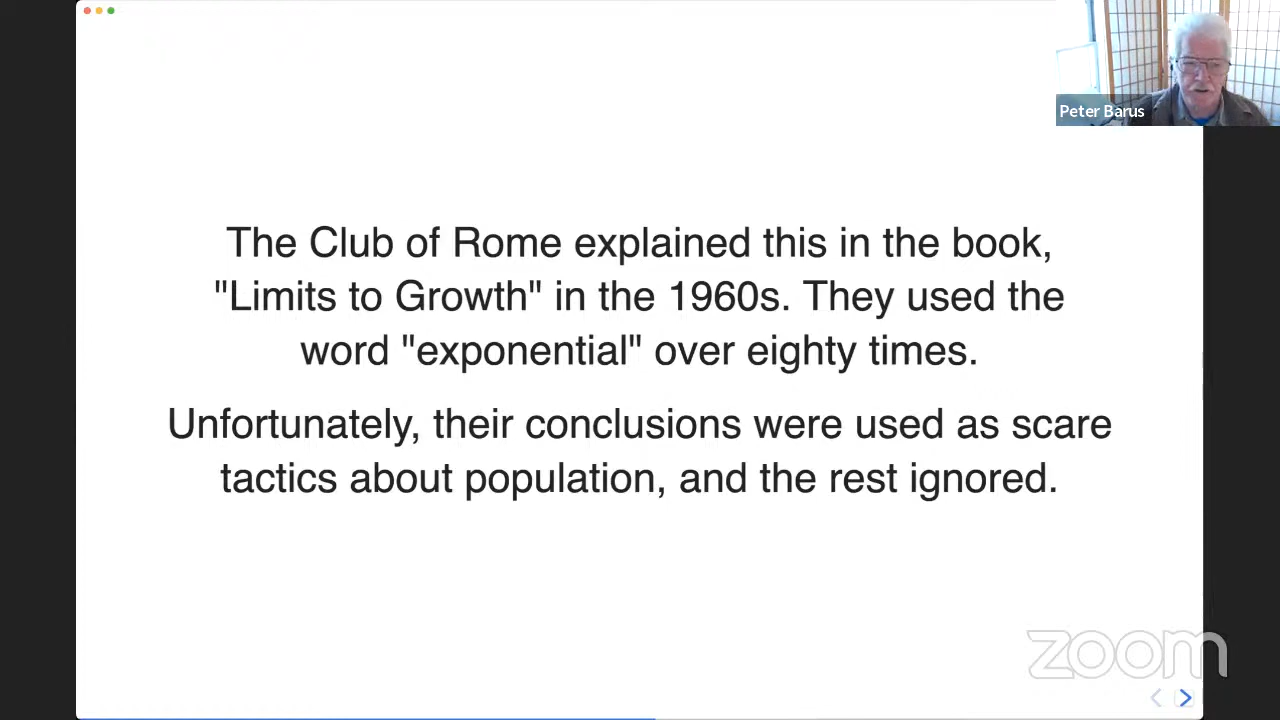 Peter Barus
The Club of Rome explained this in the book,
"Limits to Growth" in the 1960s. They used the
word "exponential" over eighty times.
Unfortunately, their conclusions were used as scare
tactics about population, and the rest ignored.
zoom